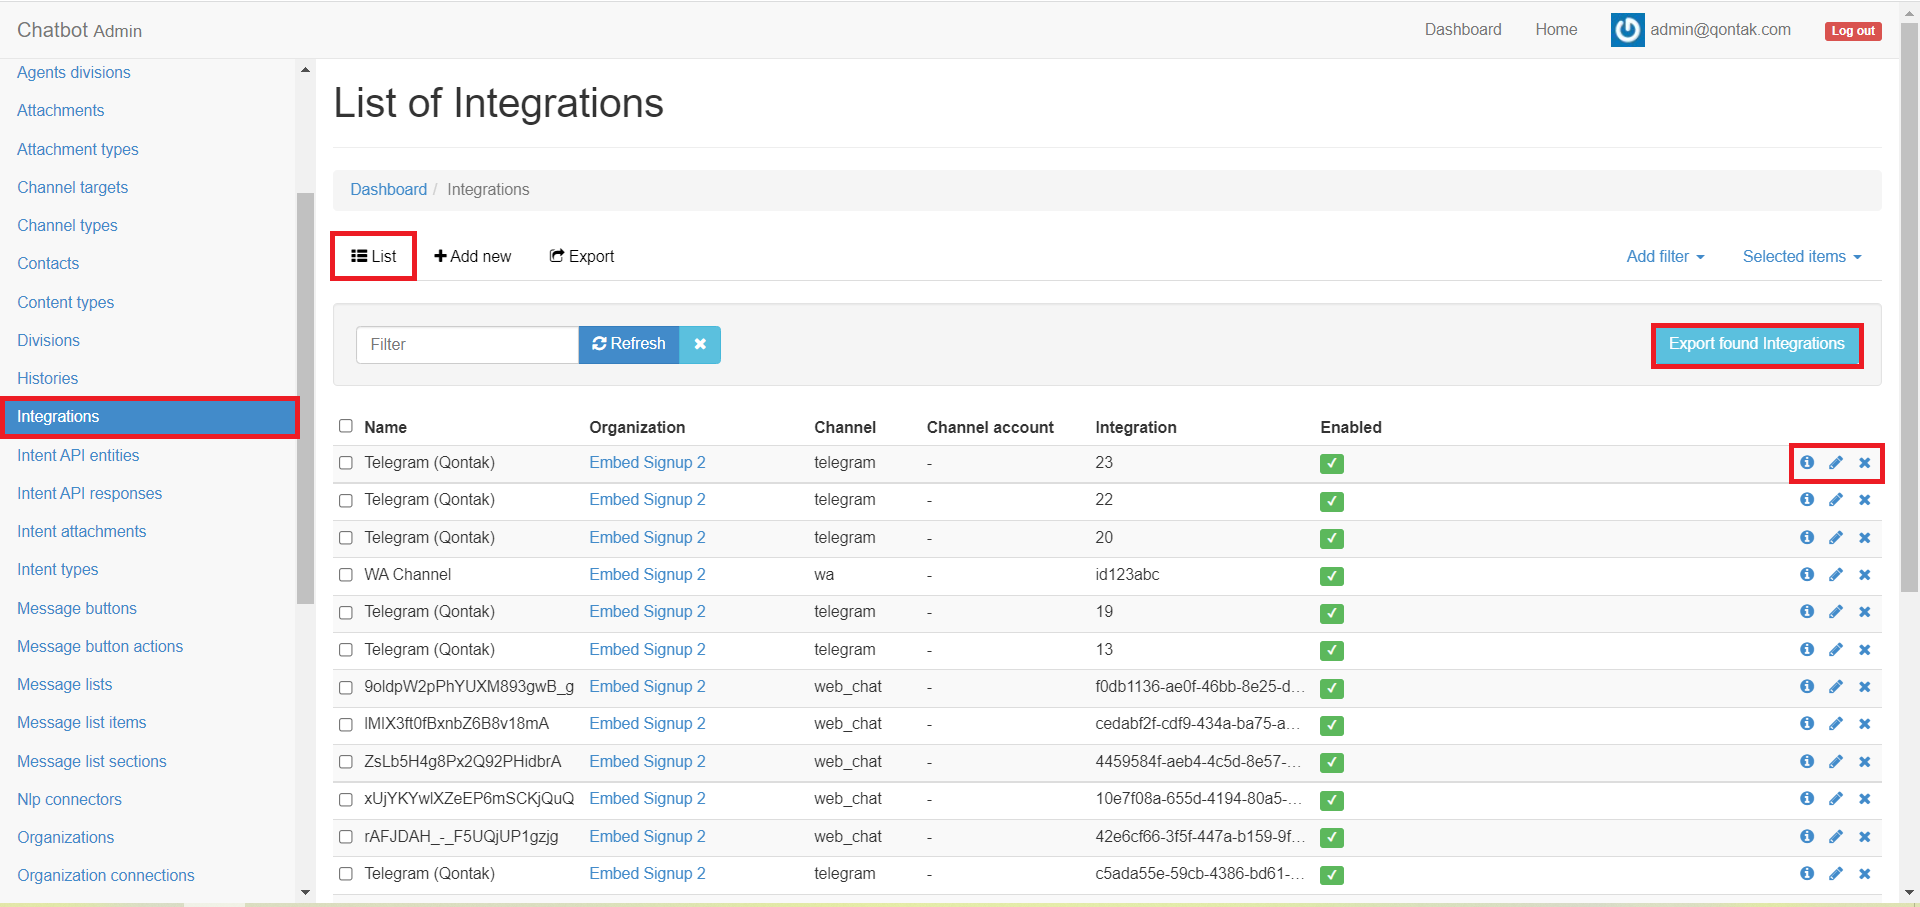 Chatbot Admin
Dashboard Home admin@qontak.com Log out
Agents divisions
Attachments
Attachment types
Channel targets
Channel types
Contacts
Content types
Divisions
Histories
Integrations
Intent API entities
Intent API responses
Intent attachments
Intent types
Message buttons
Message button actions
Message lists
Message list items
Message list sections
Nlp connectors
Organizations
Organization connections
List of Integrations
Dashboard / Integrations
List Add new Export Add filter Selected items
Filter Refresh Export found Integrations
Name Organization Channel Channel account Integration Enabled
Telegram (Qontak) Embed Signup 2 telegram - 23
Telegram (Qontak) Embed Signup 2 telegram - 22
Telegram (Qontak) Embed Signup 2 telegram - 20
WA Channel Embed Signup 2 wa - id123abc
Telegram (Qontak) Embed Signup 2 telegram - 19
Telegram (Qontak) Embed Signup 2 telegram - 13
9oldpW2pPhYUXM893gwB_g Embed Signup 2 web_chat - f0db1136-ae0f-46bb-8e25-d...
lMIX3ft0fBxnbZ6B8v18mA Embed Signup 2 web_chat - cedabf2f-cdf9-434a-ba75-a...
ZsLb5H4g8Px2Q92PHidbrA Embed Signup 2 web_chat - 4459584f-aeb4-4c5d-8e57-...
xUjYKYwlXZeEP6mSCKjQuQ Embed Signup 2 web_chat - 10e7f08a-655d-4194-80a5-...
rAFJDAH_-_F5UQjUP1gzjg Embed Signup 2 web_chat - 42e6cf66-3f5f-447a-b159-9f...
Telegram (Qontak) Embed Signup 2 telegram - c5ada55e-59cb-4386-bd61-...